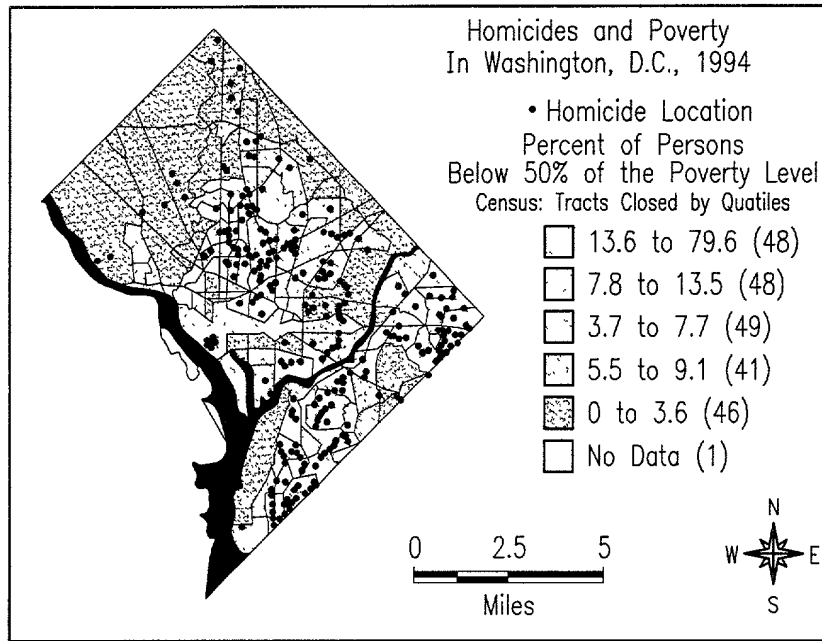 Homicides and Poverty
In Washington, D.C., 1994
• Homicide Location
Percent of Persons
Below 50% of the Poverty Level
Census: Tracts Closed by Quatiles
13.6 to 79.6 (48)
7.8 to 13.5 (48)
3.7 to 7.7 (49)
5.5 to 9.1 (41)
0 to 3.6 (46)
No Data (1)
0 2.5 5
Miles
N
W E
S